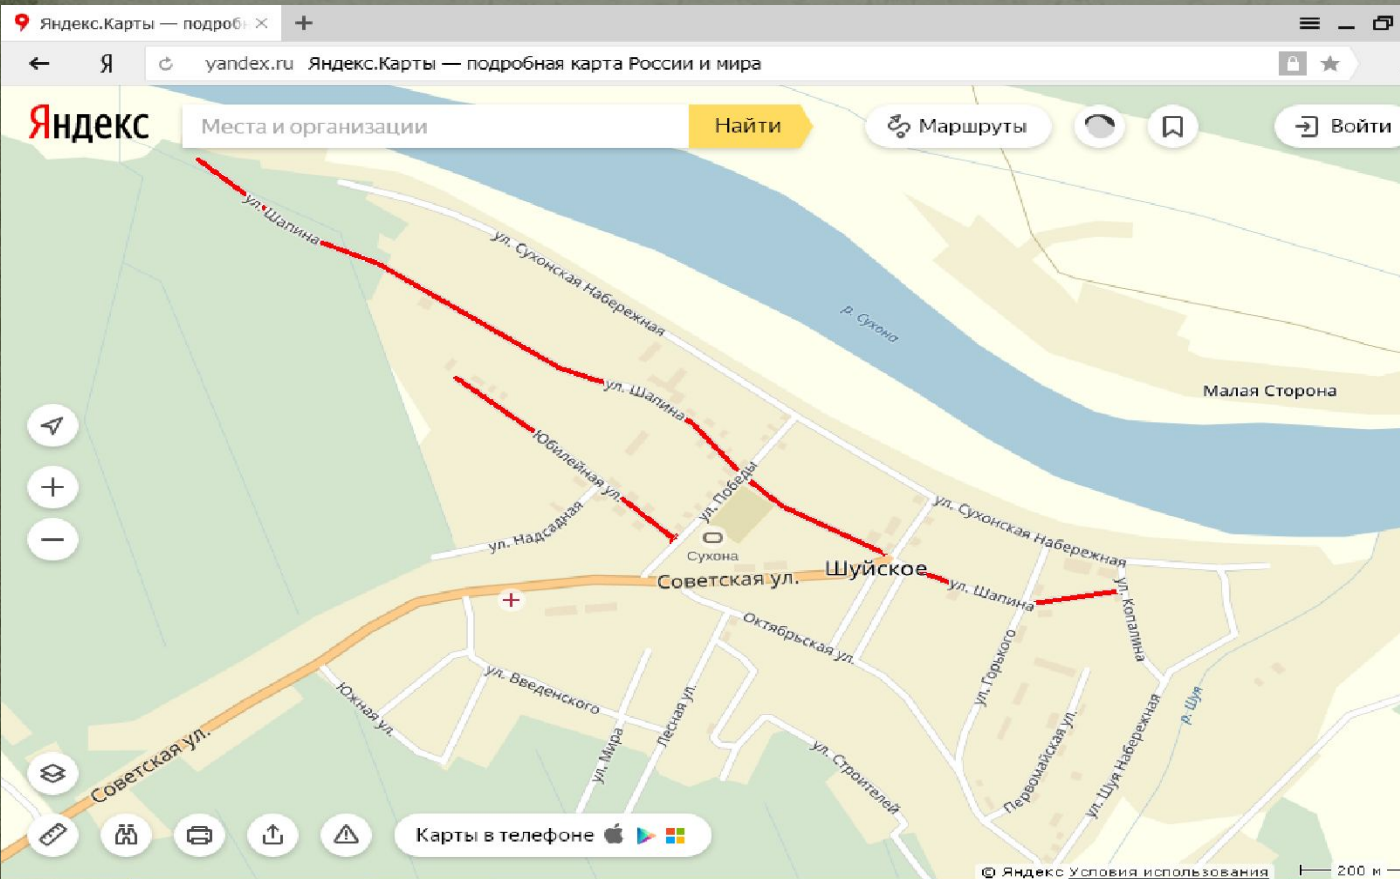 Яндекс.Карты — подроб
Я
yandex.ru Яндекс.Карты — подробная карта России и мира
Яндекс
Места и организации
Найти
Маршруты
Войти
ул. Шапина
ул. Сухонская Набережная
р. Сухона
ул. Шапина
Малая Сторона
Юбилейная ул.
ул. Победы
ул. Надсадная
ул. Сухонская Набережная
Сухона
Шуйское
Советская ул.
ул. Шапина
ул. Копалина
Октябрьская ул.
ул. Горького
ул. Введенского
Южная ул.
Лесная ул.
ул. Мира
р. Шуя
ул. Строителей
Первомайская ул.
ул. Шуя Набережная
Советская ул.
Карты в телефоне
© Яндекс Условия использования
200 м